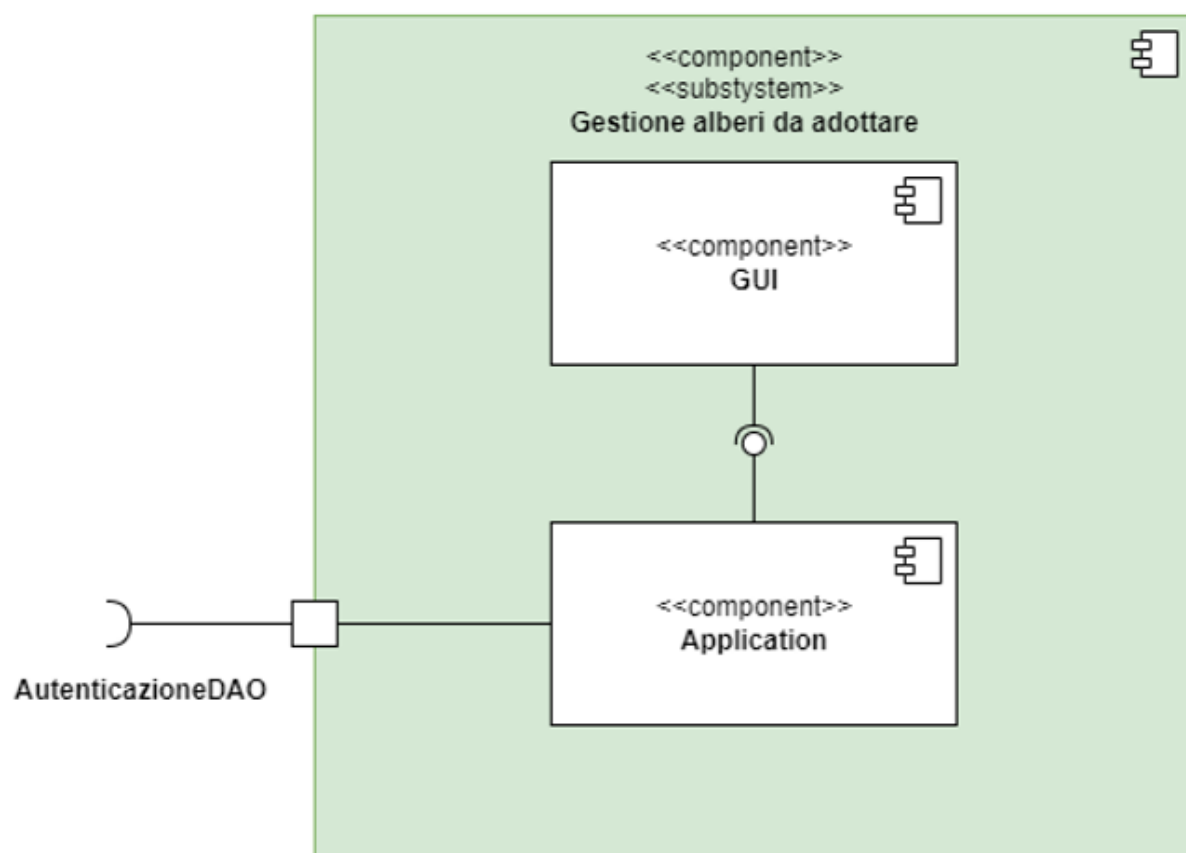 <<component>>
<<substystem>>
Gestione alberi da adottare
<<component>>
GUI
<<component>>
Application
AutenticazioneDAO